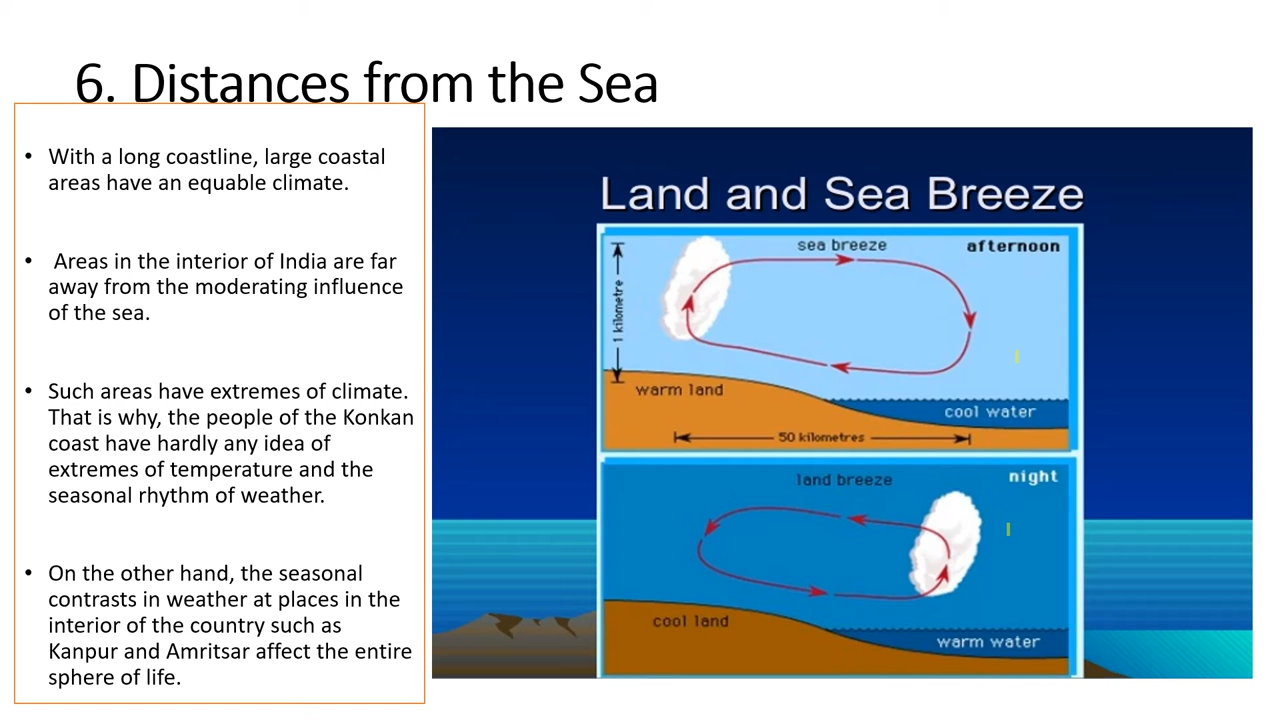 6. Distances from the Sea
• With a long coastline, large coastal
areas have an equable climate.
• Areas in the interior of India are far
away from the moderating influence
of the sea.
• Such areas have extremes of climate.
That is why, the people of the Konkan
coast have hardly any idea of
extremes of temperature and the
seasonal rhythm of weather.
• On the other hand, the seasonal
contrasts in weather at places in the
interior of the country such as
Kanpur and Amritsar affect the entire
sphere of life.
Land and Sea Breeze
sea breeze
afternoon
1 kilometre
warm land
cool water
50 kilometres
land breeze
night
cool land
warm water